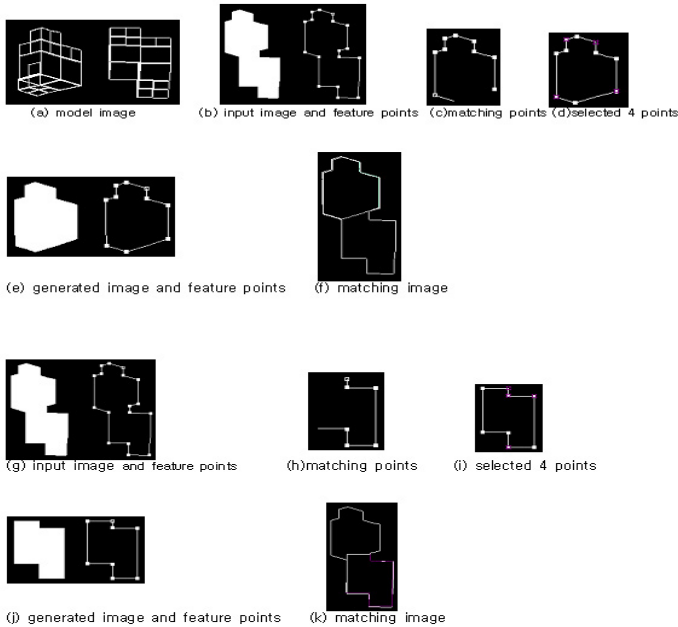 (a) model image
(b) input image and feature points
(c)matching points
(d)selected 4 points
(e) generated image and feature points
(f) matching image
(g) input image and feature points
(h)matching points
(i) selected 4 points
(j) generated image and feature points
(k) matching image